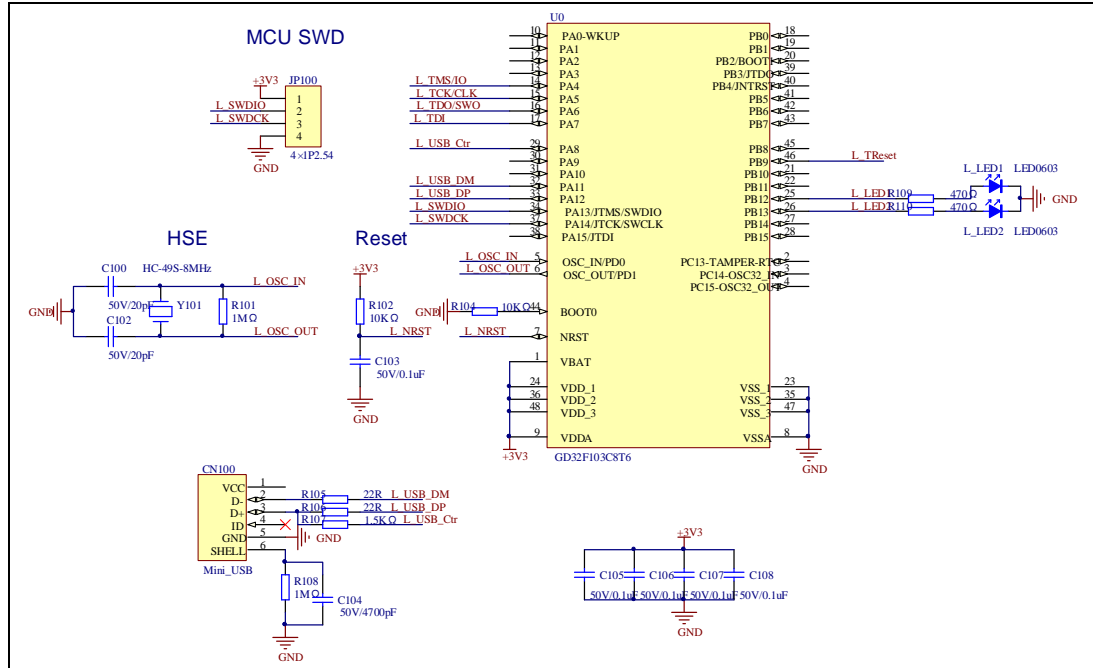 U0
MCU SWD
+3V3
JP100
1
L_SWDIO 2
L_SWDCK 3
4
GND
4×1P2.54
10 PA0-WKUP
11 PA1
12 PA2
13 PA3
L_TMS/IO 14 PA4
L_TCK/CLK 15 PA5
L_TDO/SWO 16 PA6
L_TDI 17 PA7
L_USB_Ctr 29 PA8
30 PA9
31 PA10
L_USB_DM 32 PA11
L_USB_DP 33 PA12
L_SWDIO 34 PA13/JTMS/SWDIO
L_SWDCK 37 PA14/JTCK/SWCLK
38 PA15/JTDI
L_OSC_IN 5 OSC_IN/PD0
L_OSC_OUT 6 OSC_OUT/PD1
GND R104 10KΩ 44 BOOT0
L_NRST 7 NRST
1 VBAT
24 VDD_1
36 VDD_2
48 VDD_3
9 VDDA
+3V3
GD32F103C8T6
PB0 18
PB1 19
PB2/BOOT1 20
PB3/JTDO 39
PB4/JNTRST 40
PB5 41
PB6 42
PB7 43
PB8 45
PB9 46 L_TReset
PB10 21
PB11 22
PB12 25 L_LED1 R109 470Ω
PB13 26 L_LED2 R110 470Ω
PB14 27
PB15 28
L_LED1 LED0603
GND
L_LED2 LED0603
PC13-TAMPER-RTC 2
PC14-OSC32_IN 3
PC15-OSC32_OUT 4
VSS_1 23
VSS_2 35
VSS_3 47
VSSA 8
GND
HSE
C100 HC-49S-8MHz
L_OSC_IN
50V/20pF
GND
Y101
R101
1MΩ
C102
L_OSC_OUT
50V/20pF
Reset
+3V3
R102
10KΩ
L_NRST
C103
50V/0.1uF
GND
CN100
VCC 1
D- 2 R105 22R L_USB_DM
D+ 3 R106 22R L_USB_DP
ID 4 R107 1.5KΩ L_USB_Ctr
GND 5 GND
SHELL 6
Mini_USB
R108
1MΩ
C104
50V/4700pF
GND
+3V3
C105 C106 C107 C108
50V/0.1uF 50V/0.1uF 50V/0.1uF 50V/0.1uF
GND